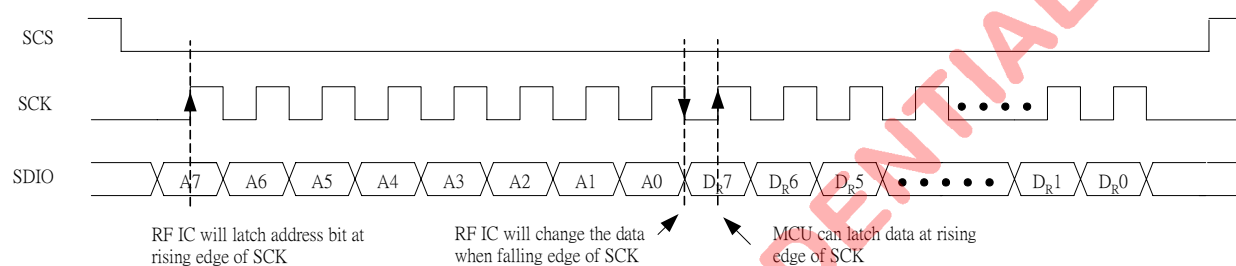 SCS
SCK
SDIO
A7 A6 A5 A4 A3 A2 A1 A0 DR7 DR6 DR5 DR1 DR0
RF IC will latch address bit at
rising edge of SCK
RF IC will change the data
when falling edge of SCK
MCU can latch data at rising
edge of SCK
DENTIAL